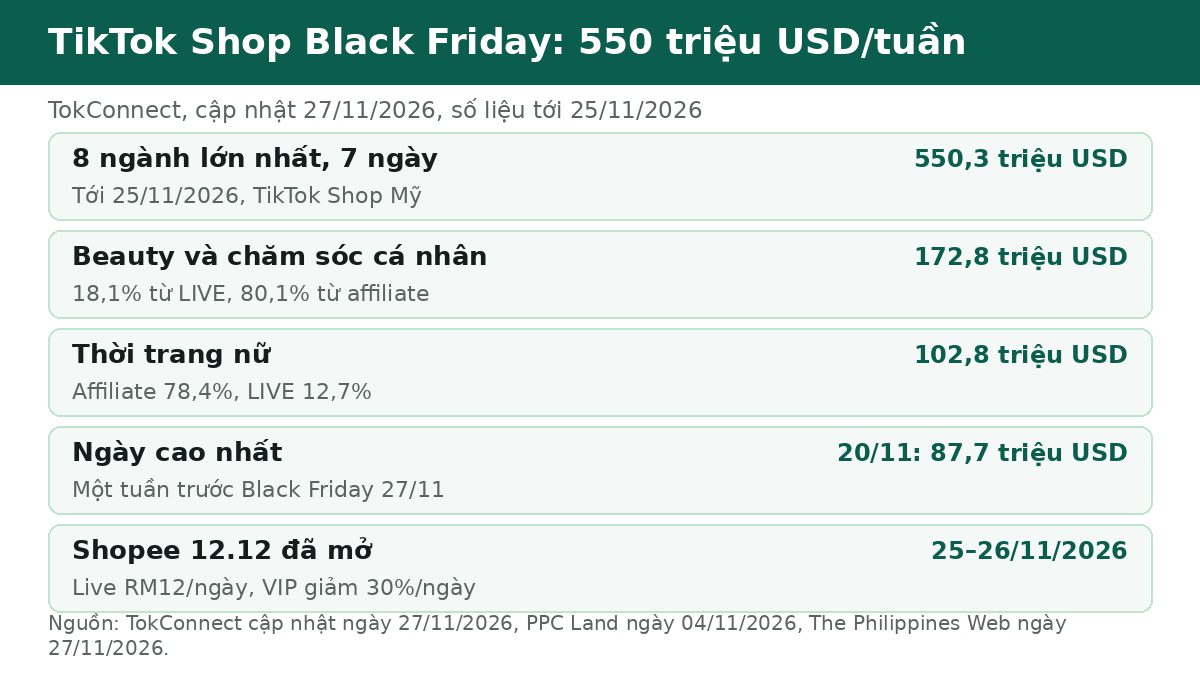 TikTok Shop Black Friday: 550 triệu USD/tuần
TokConnect, cập nhật 27/11/2026, số liệu tới 25/11/2026
8 ngành lớn nhất, 7 ngày
550,3 triệu USD
Tới 25/11/2026, TikTok Shop Mỹ
Beauty và chăm sóc cá nhân
172,8 triệu USD
18,1% từ LIVE, 80,1% từ affiliate
Thời trang nữ
102,8 triệu USD
Affiliate 78,4%, LIVE 12,7%
Ngày cao nhất
20/11: 87,7 triệu USD
Một tuần trước Black Friday 27/11
Shopee 12.12 đã mở
25–26/11/2026
Live RM12/ngày, VIP giảm 30%/ngày
Nguồn: TokConnect cập nhật ngày 27/11/2026, PPC Land ngày 04/11/2026, The Philippines Web ngày
27/11/2026.